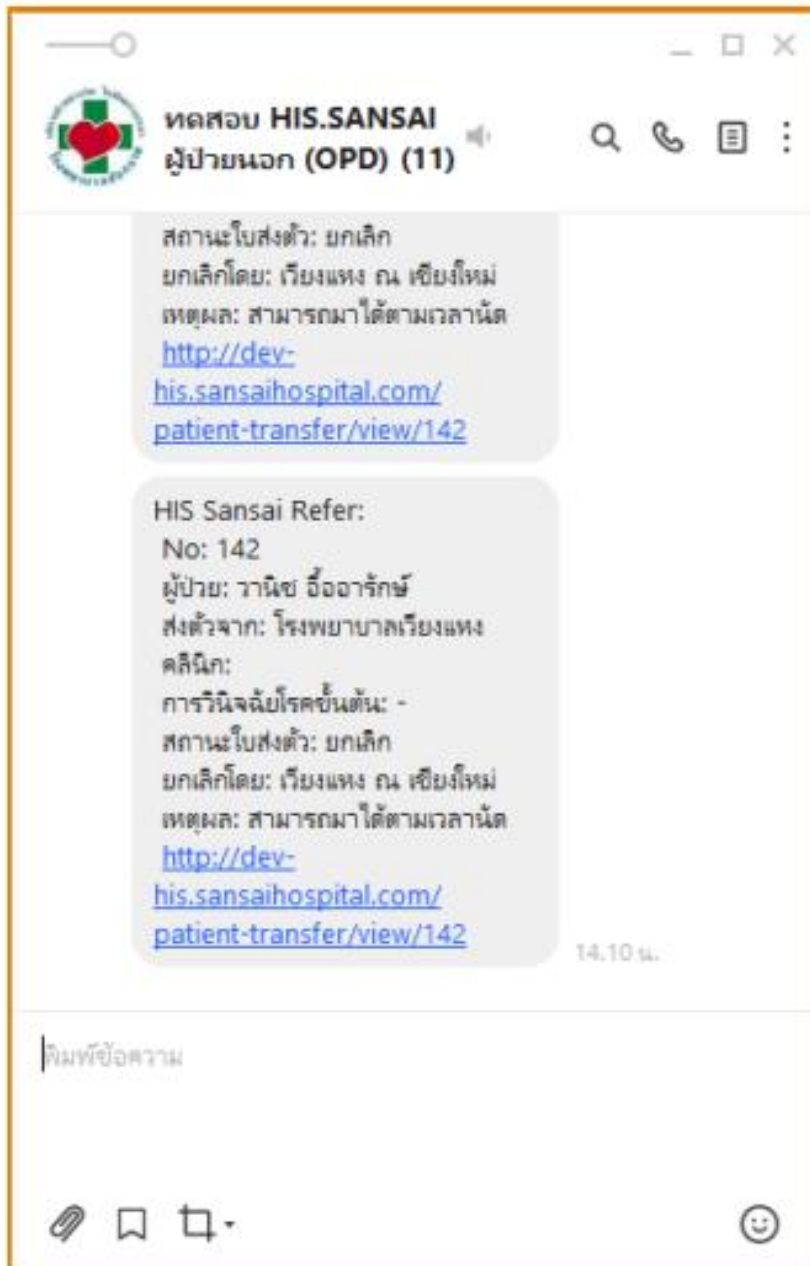 ทดสอบ HIS.SANSAI
ผู้ป่วยนอก (OPD) (11)
สถานะใบส่งตัว: ยกเลิก
ยกเลิกโดย: เวียงแหง ณ เชียงใหม่
เหตุผล: สามารถมาได้ตามเวลานัด
http://dev-
his.sansaihospital.com/
patient-transfer/view/142
HIS Sansai Refer:
No: 142
ผู้ป่วย: วานิช อื้ออารักษ์
ส่งตัวจาก: โรงพยาบาลเวียงแหง
คลินิก:
การวินิจฉัยโรคขั้นต้น: -
สถานะใบส่งตัว: ยกเลิก
ยกเลิกโดย: เวียงแหง ณ เชียงใหม่
เหตุผล: สามารถมาได้ตามเวลานัด
http://dev-
his.sansaihospital.com/
patient-transfer/view/142
14.10 น.
พิมพ์ข้อความ